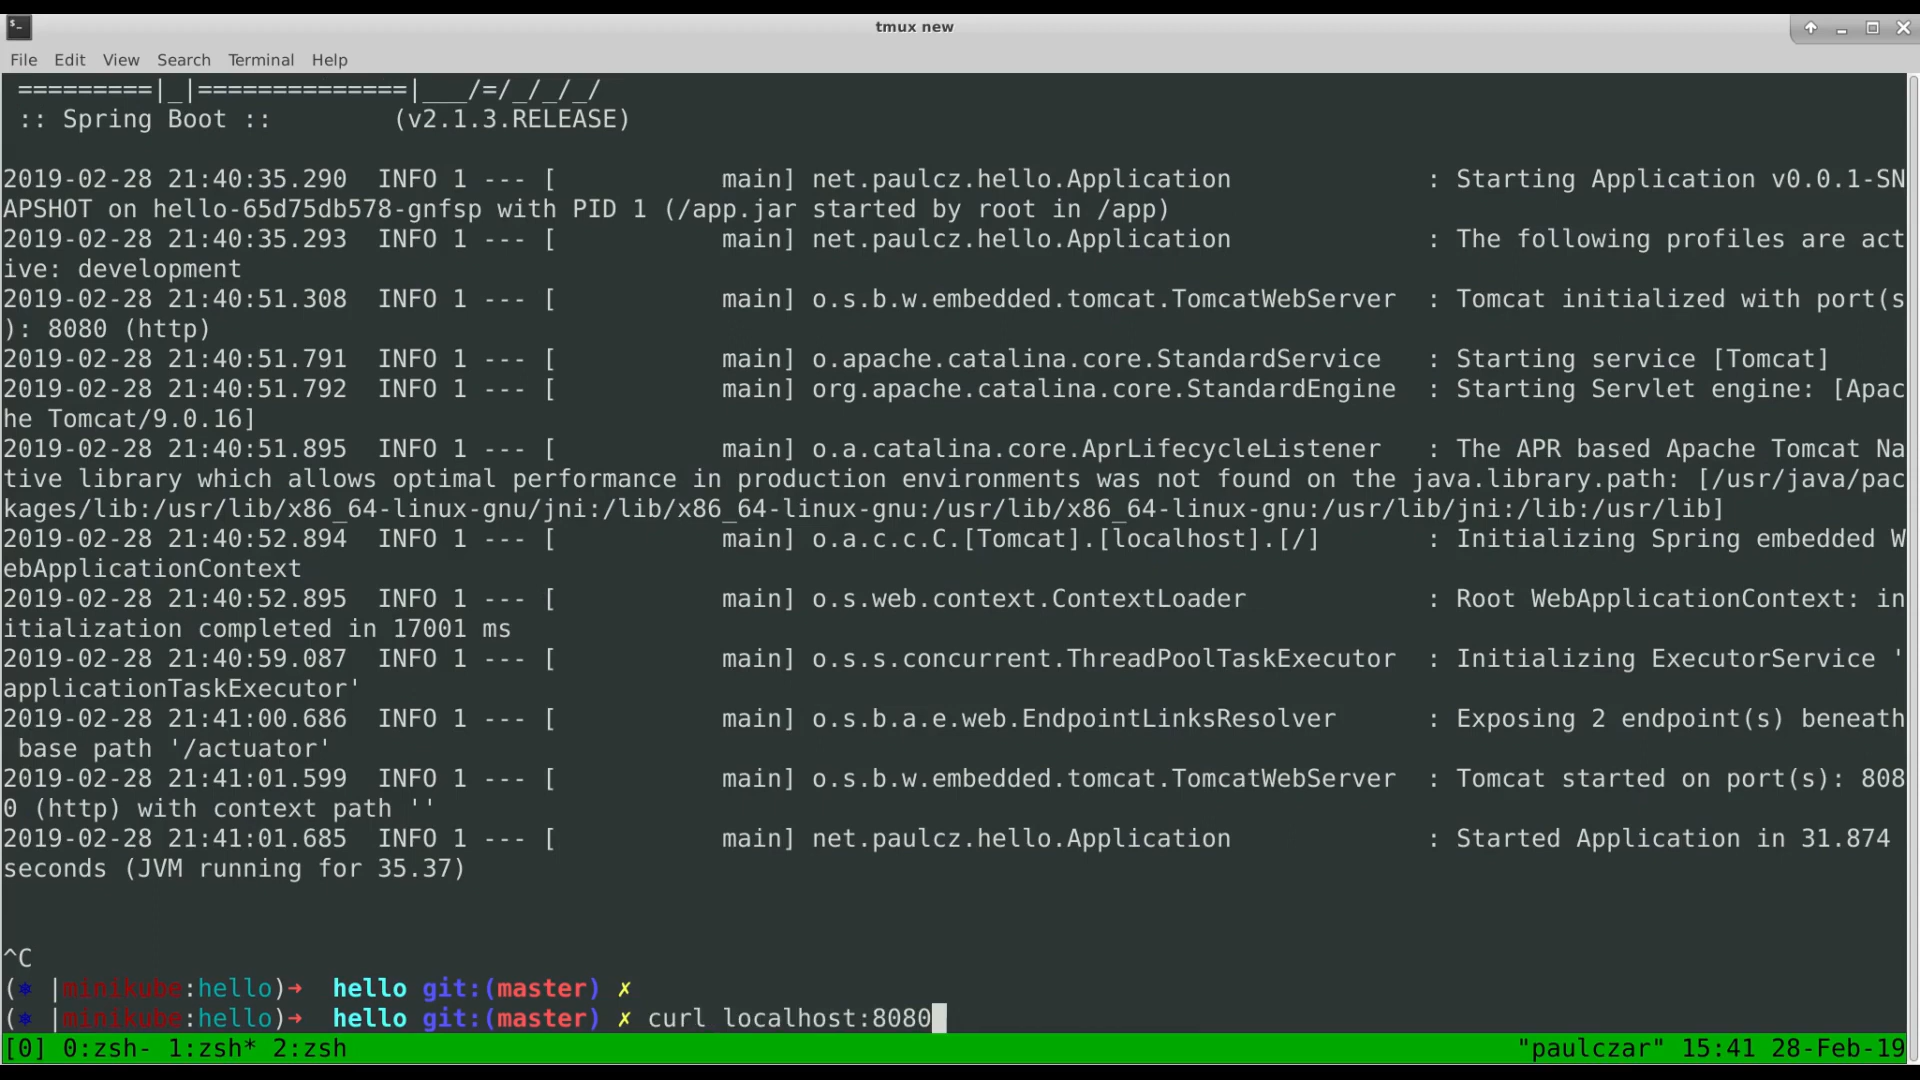 tmux new
File Edit View Search Terminal Help
=========|_|==============|___/=/_/_/_/
:: Spring Boot ::        (v2.1.3.RELEASE)
2019-02-28 21:40:35.290  INFO 1 --- [           main] net.paulcz.hello.Application             : Starting Application v0.0.1-SN
APSHOT on hello-65d75db578-gnfsp with PID 1 (/app.jar started by root in /app)
2019-02-28 21:40:35.293  INFO 1 --- [           main] net.paulcz.hello.Application             : The following profiles are act
ive: development
2019-02-28 21:40:51.308  INFO 1 --- [           main] o.s.b.w.embedded.tomcat.TomcatWebServer  : Tomcat initialized with port(s
): 8080 (http)
2019-02-28 21:40:51.791  INFO 1 --- [           main] o.apache.catalina.core.StandardService   : Starting service [Tomcat]
2019-02-28 21:40:51.792  INFO 1 --- [           main] org.apache.catalina.core.StandardEngine  : Starting Servlet engine: [Apac
he Tomcat/9.0.16]
2019-02-28 21:40:51.895  INFO 1 --- [           main] o.a.catalina.core.AprLifecycleListener   : The APR based Apache Tomcat Na
tive library which allows optimal performance in production environments was not found on the java.library.path: [/usr/java/pac
kages/lib:/usr/lib/x86_64-linux-gnu/jni:/lib/x86_64-linux-gnu:/usr/lib/x86_64-linux-gnu:/usr/lib/jni:/lib:/usr/lib]
2019-02-28 21:40:52.894  INFO 1 --- [           main] o.a.c.c.C.[Tomcat].[localhost].[/]       : Initializing Spring embedded W
ebApplicationContext
2019-02-28 21:40:52.895  INFO 1 --- [           main] o.s.web.context.ContextLoader            : Root WebApplicationContext: in
itialization completed in 17001 ms
2019-02-28 21:40:59.087  INFO 1 --- [           main] o.s.s.concurrent.ThreadPoolTaskExecutor  : Initializing ExecutorService '
applicationTaskExecutor'
2019-02-28 21:41:00.686  INFO 1 --- [           main] o.s.b.a.e.web.EndpointLinksResolver      : Exposing 2 endpoint(s) beneath
base path '/actuator'
2019-02-28 21:41:01.599  INFO 1 --- [           main] o.s.b.w.embedded.tomcat.TomcatWebServer  : Tomcat started on port(s): 808
0 (http) with context path ''
2019-02-28 21:41:01.685  INFO 1 --- [           main] net.paulcz.hello.Application             : Started Application in 31.874
seconds (JVM running for 35.37)
^C
(⎈ |minikube:hello)➜  hello git:(master) ✗
(⎈ |minikube:hello)➜  hello git:(master) ✗ curl localhost:8080
[0] 0:zsh- 1:zsh* 2:zsh "paulczar" 15:41 28-Feb-19